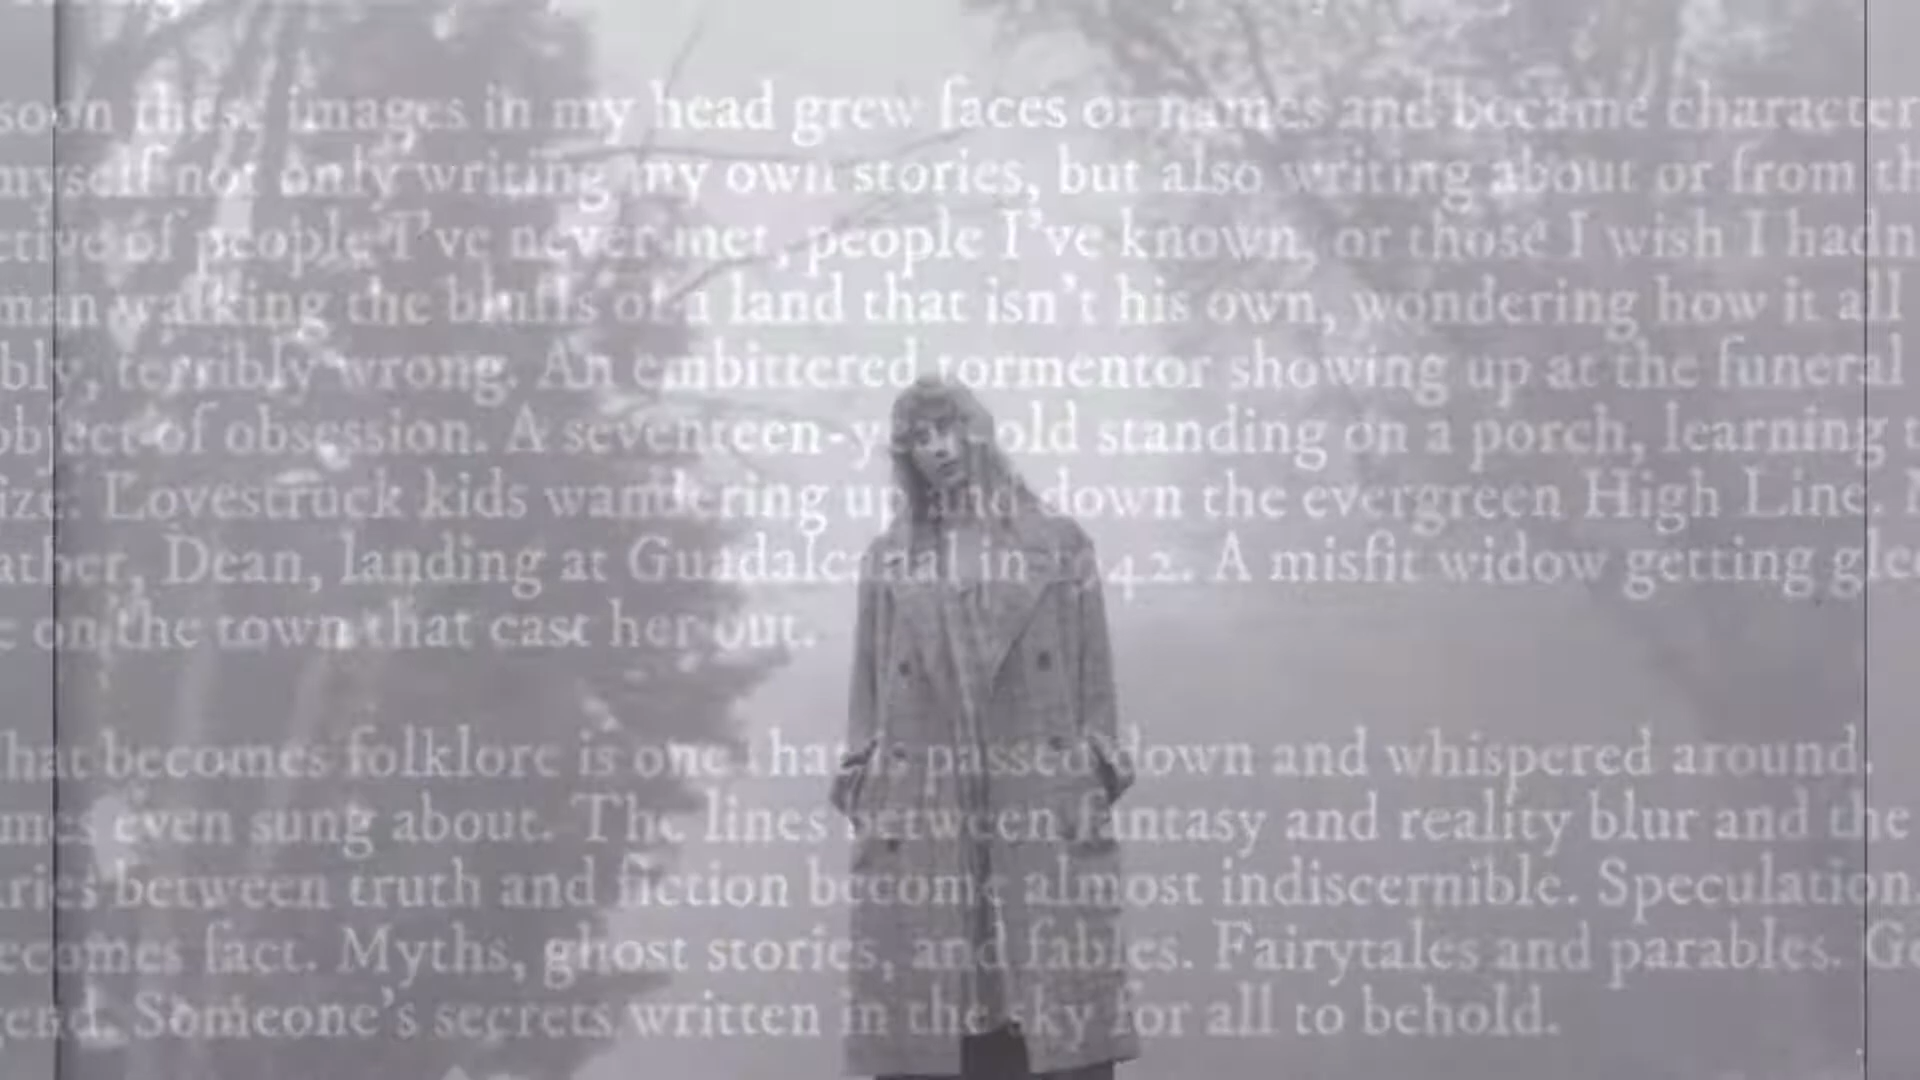 soon these images in my head grew faces or names and became character
myself not only writing my own stories, but also writing about or from th
ctive of people I've never met, people I've known, or those I wish I hadn
man walking the bluffs of a land that isn't his own, wondering how it all
bly, terribly wrong. An embittered tormentor showing up at the funeral
object of obsession. A seventeen-y old standing on a porch, learning t
ize. Lovestruck kids wandering up and down the evergreen High Line. M
ather, Dean, landing at Guadalcanal in 1942. A misfit widow getting glee
e on the town that cast her out.
that becomes folklore is one that is passed down and whispered around.
mes even sung about. The lines between fantasy and reality blur and the
ries between truth and fiction become almost indiscernible. Speculation,
ecomes fact. Myths, ghost stories, and fables. Fairytales and parables. Go
gend. Someone's secrets written in the sky for all to behold.